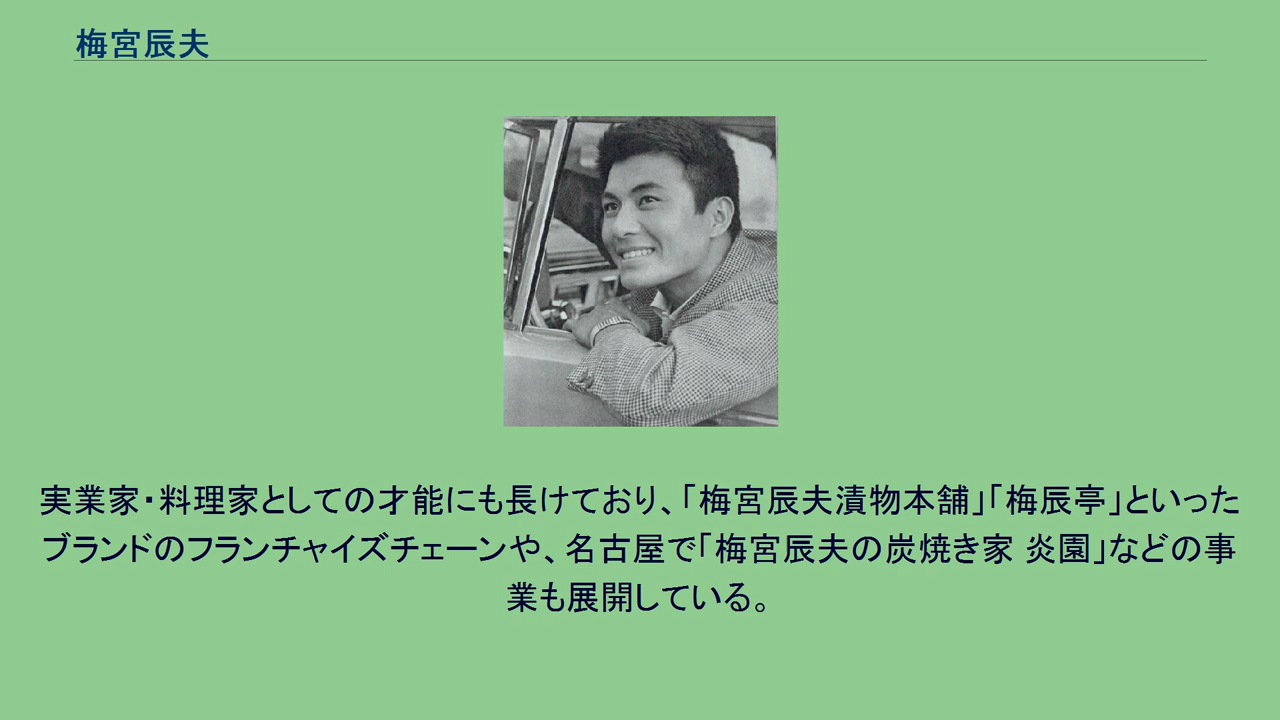 梅宮辰夫
実業家・料理家としての才能にも長けており、「梅宮辰夫漬物本舗」「梅辰亭」といった
ブランドのフランチャイズチェーンや、名古屋で「梅宮辰夫の炭焼き家 炎園」などの事
業も展開している。